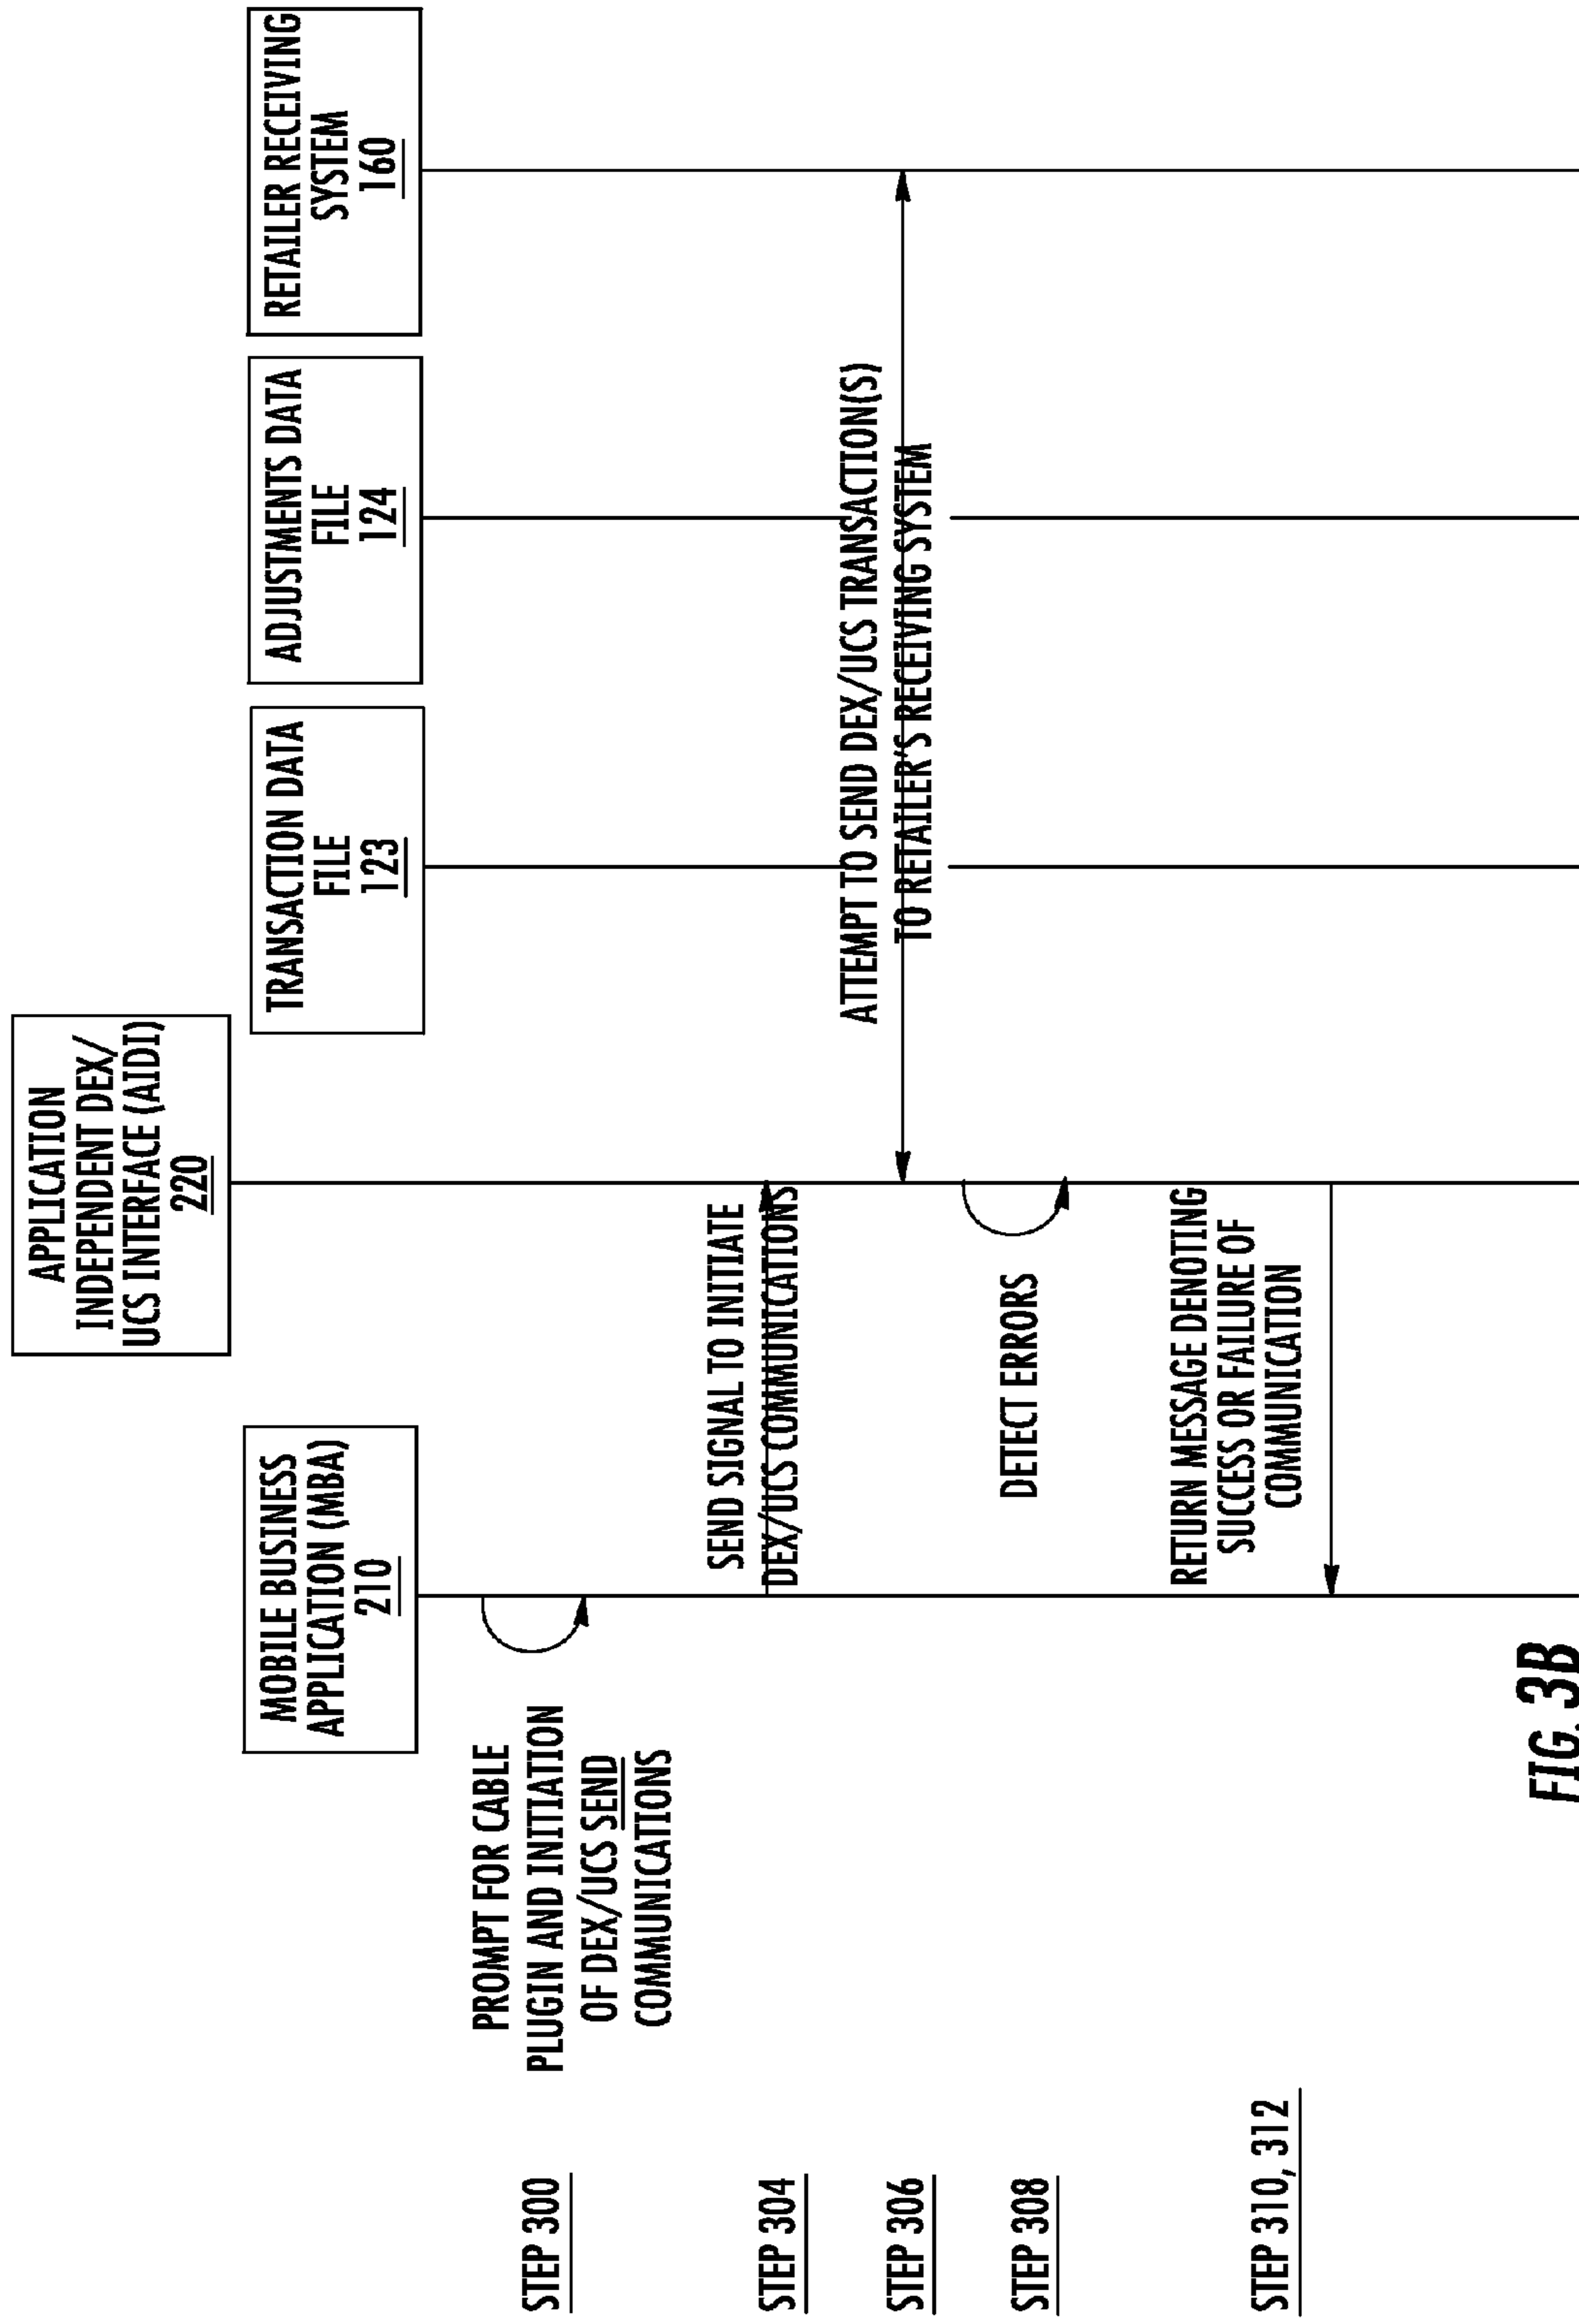 APPLICATION
INDEPENDENT DEX/
UCS INTERFACE (AIDI)
220
MOBILE BUSINESS
APPLICATION (MBA)
210
TRANSACTION DATA
FILE
123
ADJUSTMENTS DATA
FILE
124
RETAILER RECEIVING
SYSTEM
160
STEP 300
PROMPT FOR CABLE
PLUGIN AND INITIATION
OF DEX/UCS SEND
COMMUNICATIONS
STEP 304
SEND SIGNAL TO INITIATE
DEX/UCS COMMUNICATIONS
STEP 306
ATTEMPT TO SEND DEX/UCS TRANSACTION(S)
TO RETAILER'S RECEIVING SYSTEM
STEP 308
DETECT ERRORS
STEP 310, 312
RETURN MESSAGE DENOTING
SUCCESS OR FAILURE OF
COMMUNICATION
FIG. 3B